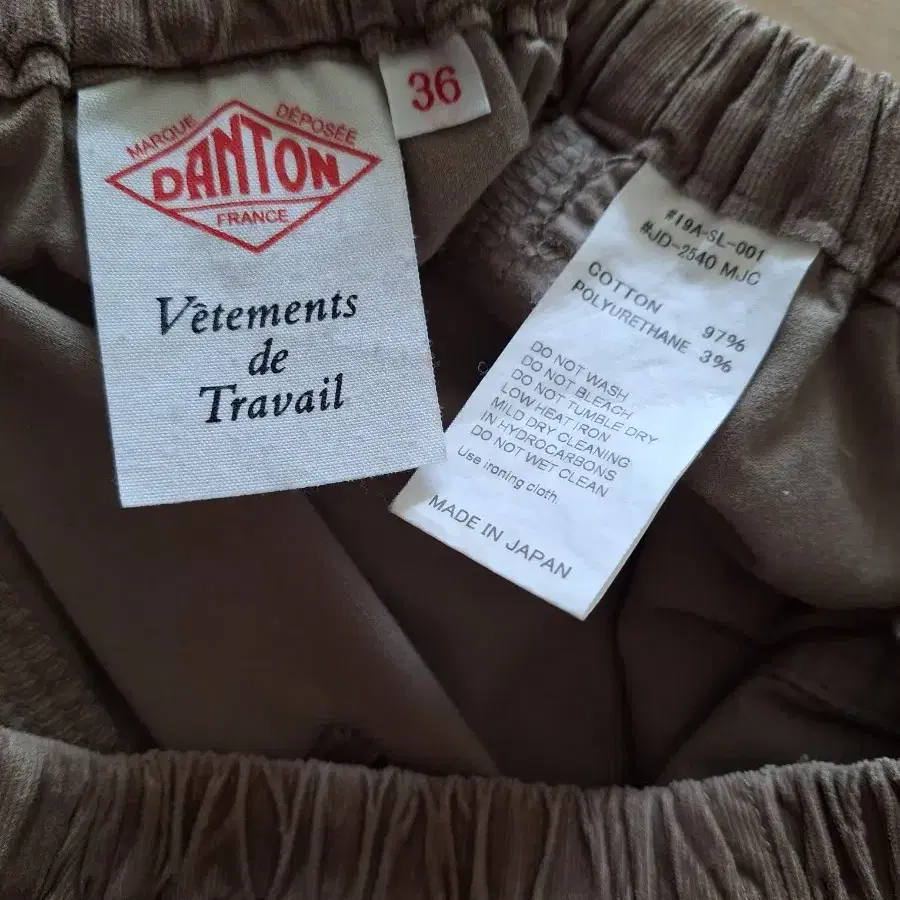 MARQUE DÉPOSÉE
DANTON
FRANCE
Vêtements
de
Travail
36
#19A-SL-001
#JD-2540 MJC
COTTON 97%
POLYURETHANE 3%
DO NOT WASH
DO NOT BLEACH
DO NOT TUMBLE DRY
LOW HEAT IRON
MILD DRY CLEANING
IN HYDROCARBONS
DO NOT WET CLEAN
Use ironing cloth.
MADE IN JAPAN